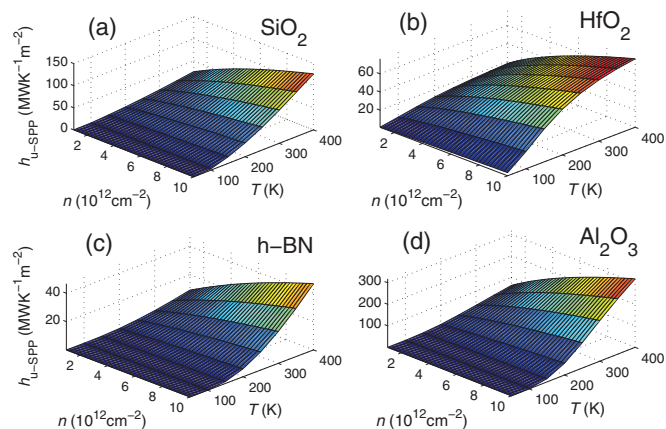 (a) SiO2
150
100
50
0
hu−SPP (MWK−1m−2)
2 4 6 8 10
n (1012cm−2)
100 200 300 400
T (K)
(b) HfO2
60
40
20
2 4 6 8 10
n (1012cm−2)
100 200 300 400
T (K)
(c) h−BN
40
20
hu−SPP (MWK−1m−2)
2 4 6 8 10
n (1012cm−2)
100 200 300 400
T (K)
(d) Al2O3
300
200
100
2 4 6 8 10
n (1012cm−2)
100 200 300 400
T (K)